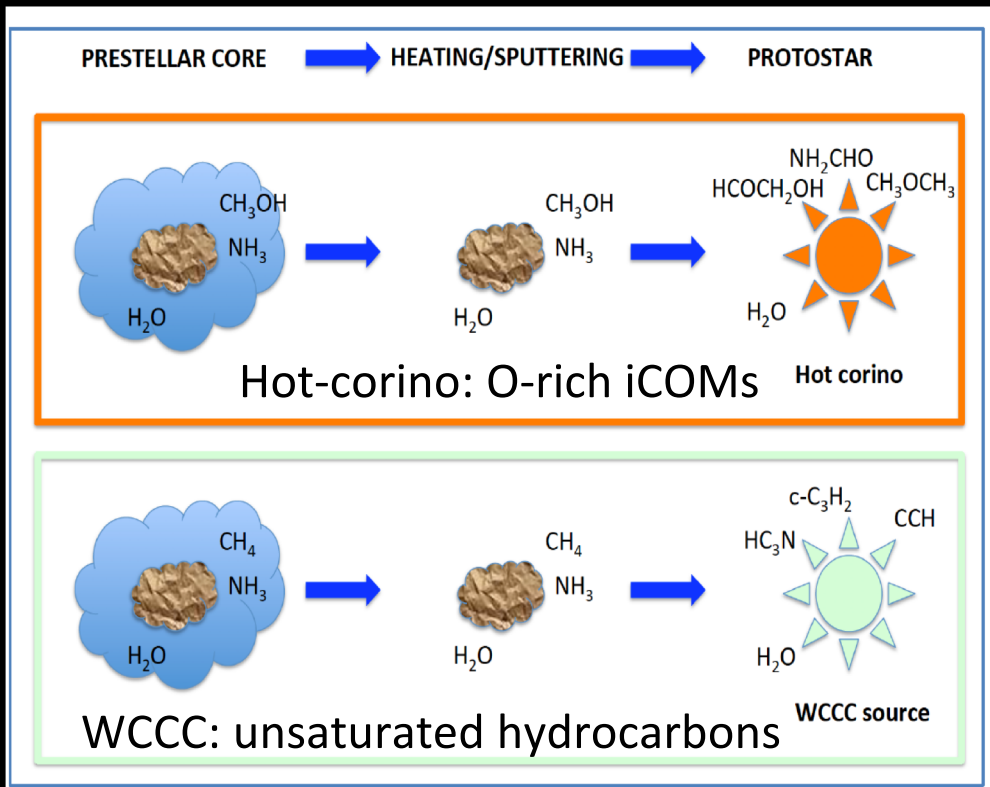 PRESTELLAR CORE HEATING/SPUTTERING PROTOSTAR
NH₂CHO
HCOCH₂OH CH₃OCH₃
CH₃OH CH₃OH
NH₃ NH₃
H₂O H₂O H₂O
Hot-corino: O-rich iCOMs Hot corino
c-C₃H₂
CCH
CH₄ CH₄ HC₃N
NH₃ NH₃
H₂O H₂O H₂O
WCCC: unsaturated hydrocarbons WCCC source